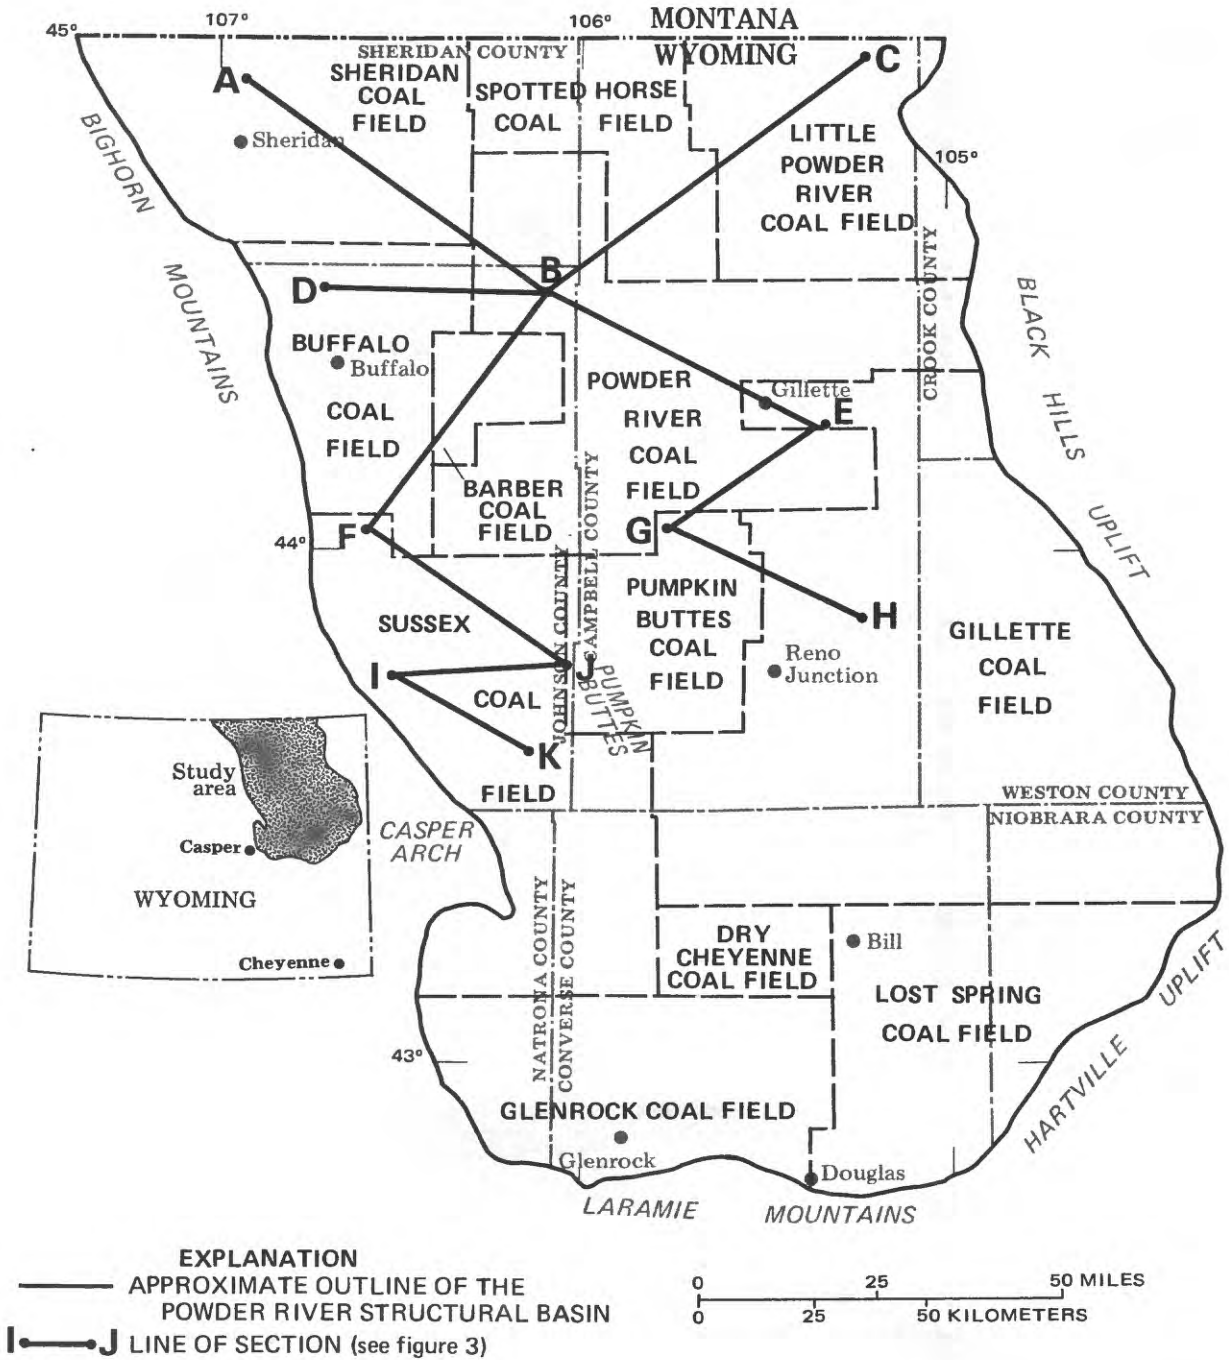 107°
106°
MONTANA
45°
WYOMING
SHERIDAN COUNTY
A
SHERIDAN
COAL
FIELD
SPOTTED HORSE
COAL FIELD
C
LITTLE
POWDER
RIVER
COAL FIELD
105°
Sheridan
BIGHORN
MOUNTAINS
B
D
CROOK COUNTY
BLACK HILLS UPLIFT
BUFFALO
Buffalo
COAL
FIELD
POWDER
RIVER
COAL
FIELD
Gillette
E
BARBER
COAL
FIELD
F
G
44°
JOHNSON COUNTY
CAMPBELL COUNTY
PUMPKIN
BUTTES
COAL
FIELD
H
SUSSEX
COAL
FIELD
I
J
K
PUMPKIN
BUTTES
Reno
Junction
GILLETTE
COAL
FIELD
Study
area
Casper
WYOMING
Cheyenne
CASPER
ARCH
WESTON COUNTY
NIOBRARA COUNTY
NATRONA COUNTY
CONVERSE COUNTY
DRY
CHEYENNE
COAL FIELD
Bill
LOST SPRING
COAL FIELD
HARTVILLE UPLIFT
43°
GLENROCK COAL FIELD
Glenrock
Douglas
LARAMIE MOUNTAINS
EXPLANATION
APPROXIMATE OUTLINE OF THE
POWDER RIVER STRUCTURAL BASIN
I J LINE OF SECTION (see figure 3)
0 25 50 MILES
0 25 50 KILOMETERS